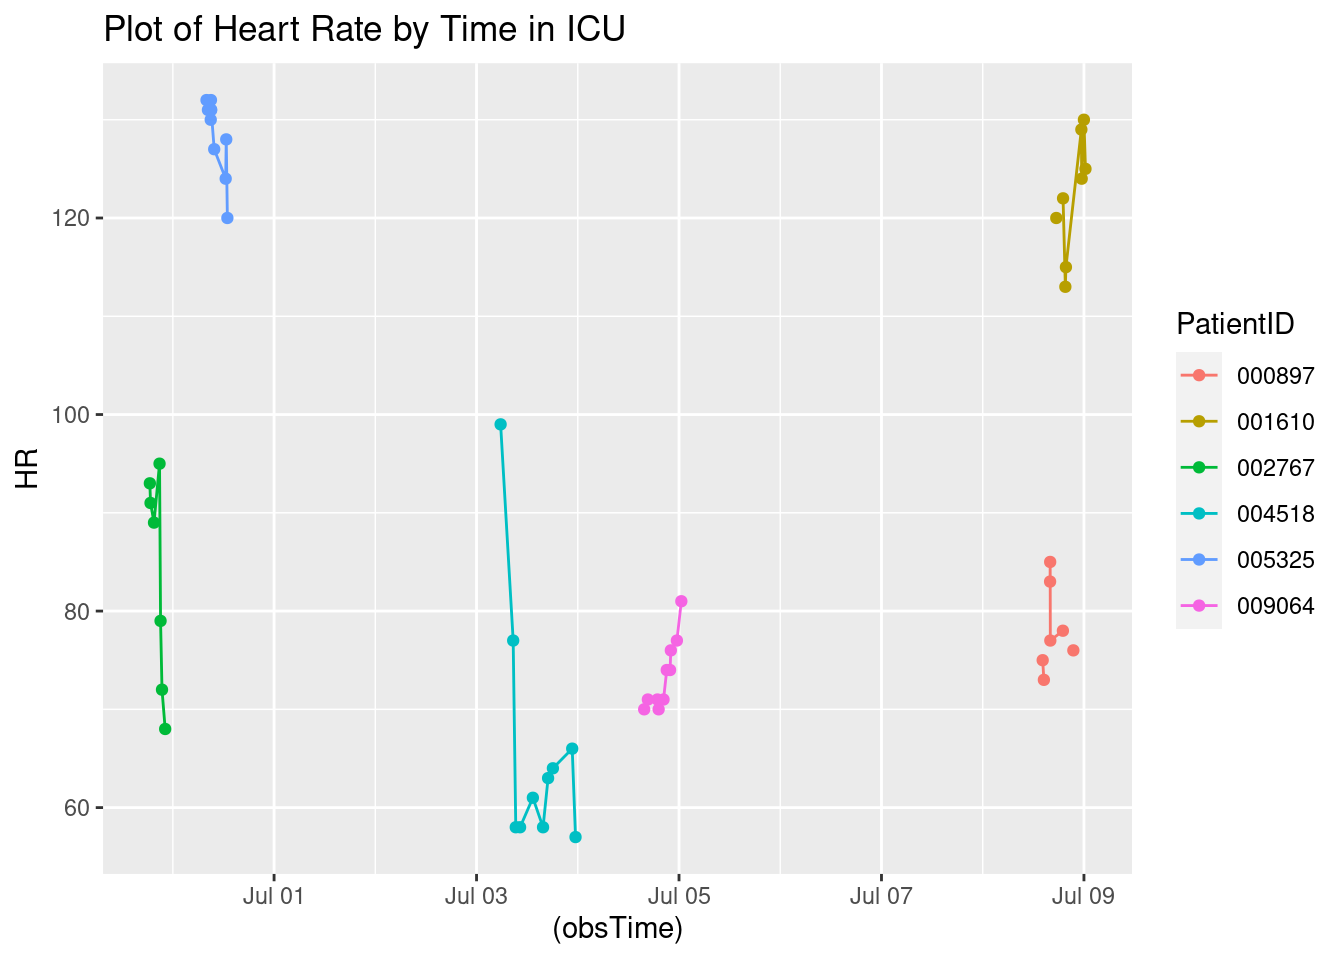 Plot of Heart Rate by Time in ICU
HR
120
100
80
60
Jul 01
Jul 03
Jul 05
Jul 07
Jul 09
(obsTime)
PatientID
000897
001610
002767
004518
005325
009064